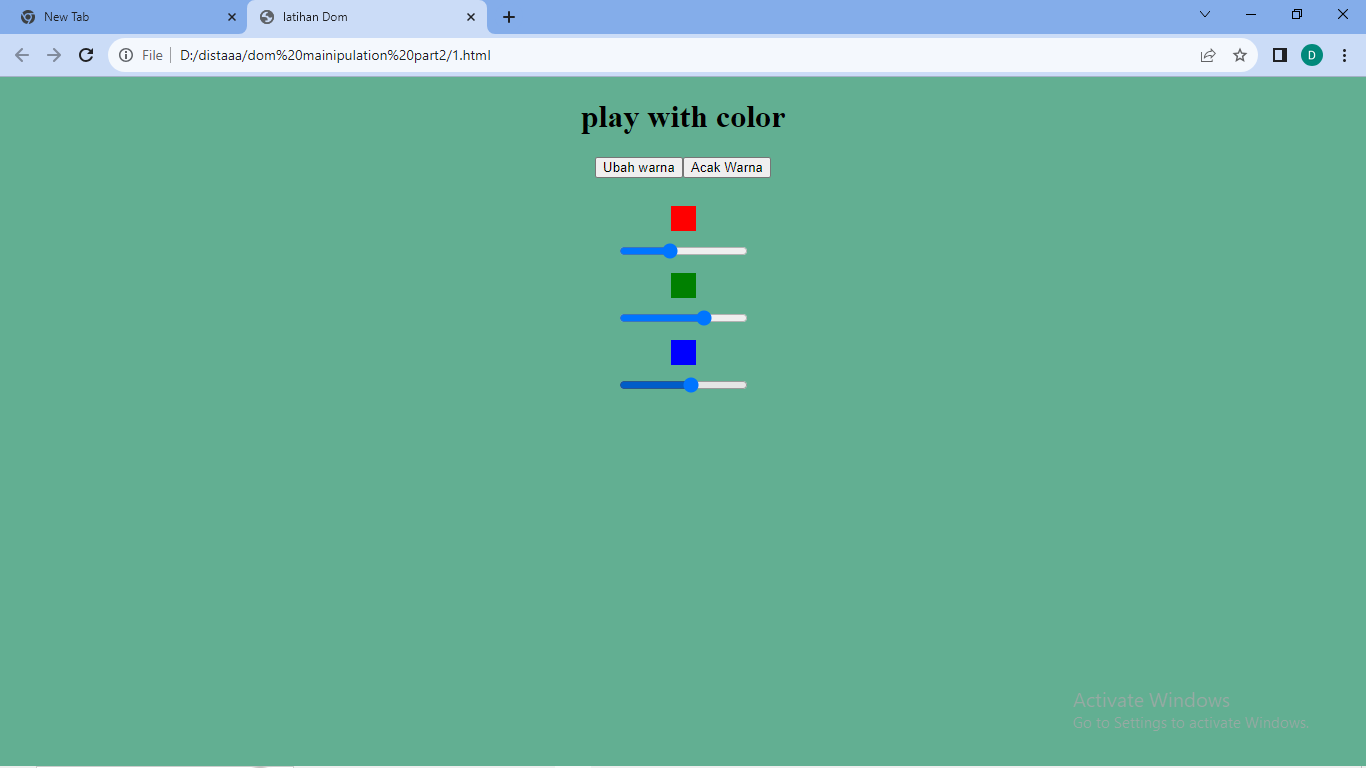 New Tab
latihan Dom
File
D:/distaaa/dom%20mainipulation%20part2/1.html
D
play with color
Ubah warna Acak Warna
Activate Windows
Go to Settings to activate Windows.